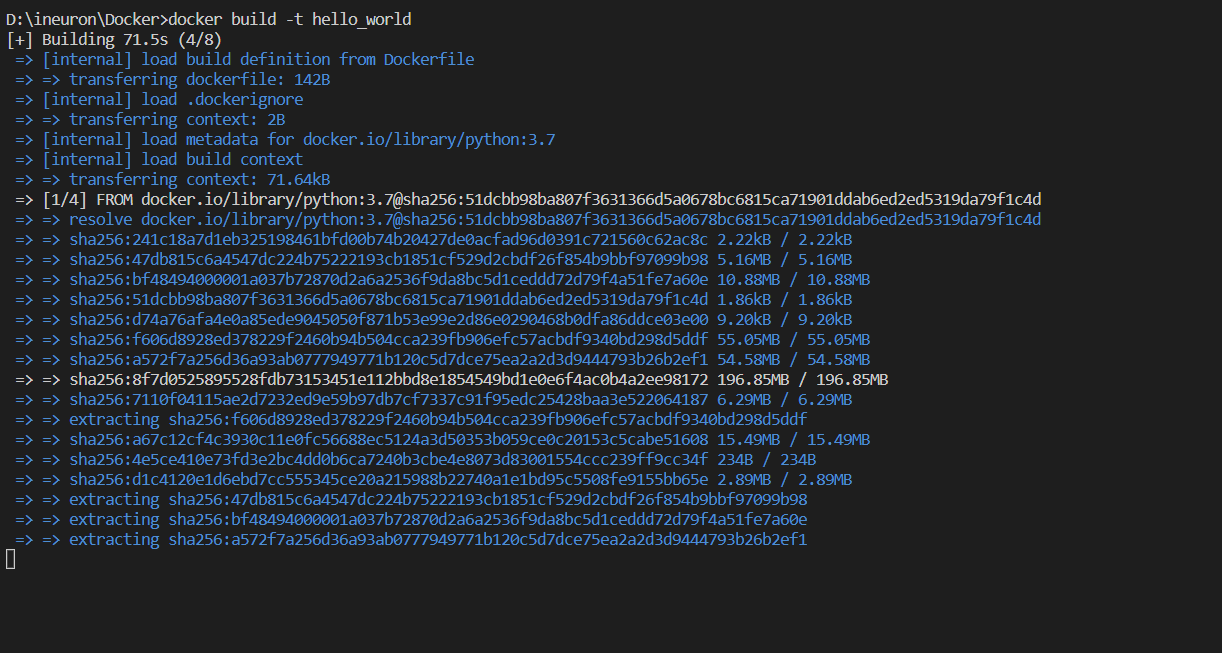 D:\ineuron\Docker>docker build -t hello_world
[+] Building 71.5s (4/8)
=> [internal] load build definition from Dockerfile
=> => transferring dockerfile: 142B
=> [internal] load .dockerignore
=> => transferring context: 2B
=> [internal] load metadata for docker.io/library/python:3.7
=> [internal] load build context
=> => transferring context: 71.64kB
=> [1/4] FROM docker.io/library/python:3.7@sha256:51dcbb98ba807f3631366d5a0678bc6815ca71901ddab6ed2ed5319da79f1c4d
=> => resolve docker.io/library/python:3.7@sha256:51dcbb98ba807f3631366d5a0678bc6815ca71901ddab6ed2ed5319da79f1c4d
=> => sha256:241c18a7d1eb325198461bfd00b74b20427de0acfad96d0391c721560c62ac8c 2.22kB / 2.22kB
=> => sha256:47db815c6a4547dc224b75222193cb1851cf529d2cbdf26f854b9bbf97099b98 5.16MB / 5.16MB
=> => sha256:bf48494000001a037b72870d2a6a2536f9da8bc5d1ceddd72d79f4a51fe7a60e 10.88MB / 10.88MB
=> => sha256:51dcbb98ba807f3631366d5a0678bc6815ca71901ddab6ed2ed5319da79f1c4d 1.86kB / 1.86kB
=> => sha256:d74a76afa4e0a85ede9045050f871b53e99e2d86e0290468b0dfa86ddce03e00 9.20kB / 9.20kB
=> => sha256:f606d8928ed378229f2460b94b504cca239fb906efc57acbdf9340bd298d5ddf 55.05MB / 55.05MB
=> => sha256:a572f7a256d36a93ab0777949771b120c5d7dce75ea2a2d3d9444793b26b2ef1 54.58MB / 54.58MB
=> => sha256:8f7d0525895528fdb73153451e112bbd8e1854549bd1e0e6f4ac0b4a2ee98172 196.85MB / 196.85MB
=> => sha256:7110f04115ae2d7232ed9e59b97db7cf7337c91f95edc25428baa3e522064187 6.29MB / 6.29MB
=> => extracting sha256:f606d8928ed378229f2460b94b504cca239fb906efc57acbdf9340bd298d5ddf
=> => sha256:a67c12cf4c3930c11e0fc56688ec5124a3d50353b059ce0c20153c5cabe51608 15.49MB / 15.49MB
=> => sha256:4e5ce410e73fd3e2bc4dd0b6ca7240b3cbe4e8073d83001554ccc239ff9cc34f 234B / 234B
=> => sha256:d1c4120e1d6ebd7cc555345ce20a215988b22740a1e1bd95c5508fe9155bb65e 2.89MB / 2.89MB
=> => extracting sha256:47db815c6a4547dc224b75222193cb1851cf529d2cbdf26f854b9bbf97099b98
=> => extracting sha256:bf48494000001a037b72870d2a6a2536f9da8bc5d1ceddd72d79f4a51fe7a60e
=> => extracting sha256:a572f7a256d36a93ab0777949771b120c5d7dce75ea2a2d3d9444793b26b2ef1